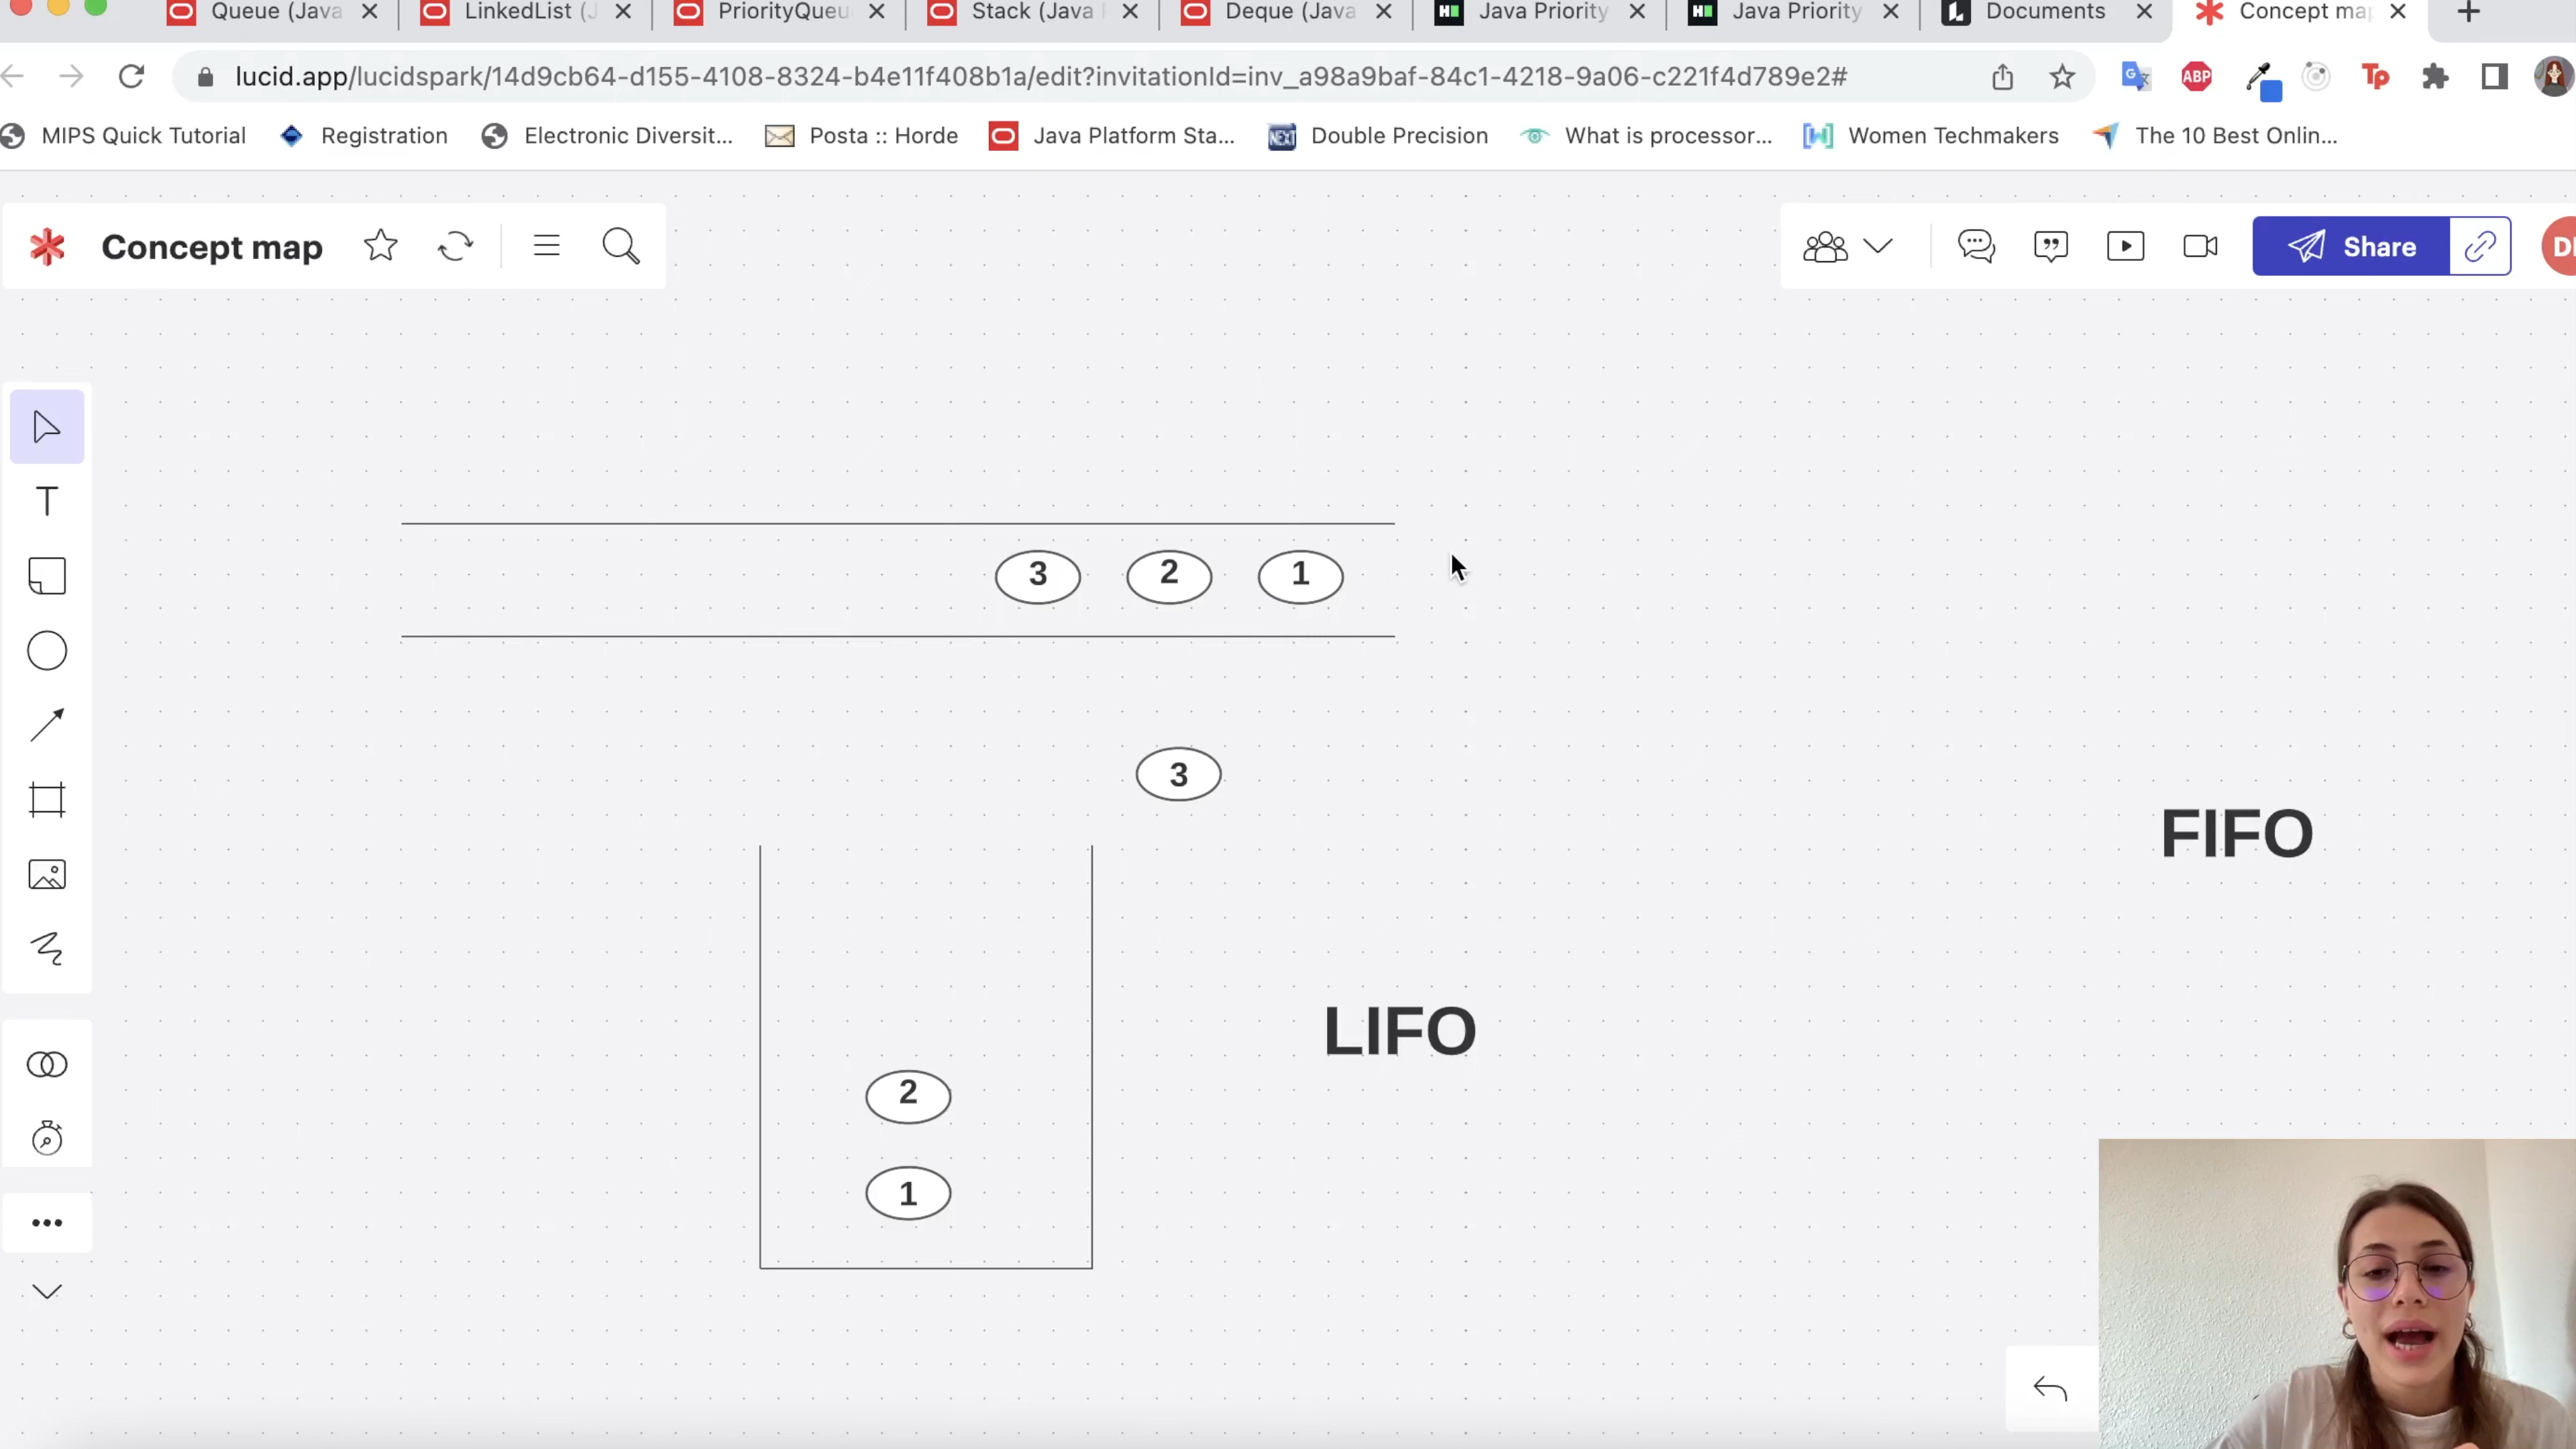 Queue (Java
LinkedList (J
PriorityQueu
Stack (Java
Deque (Java
Java Priority
Java Priority
Documents
Concept ma
lucid.app/lucidspark/14d9cb64-d155-4108-8324-b4e11f408b1a/edit?invitationId=inv_a98a9baf-84c1-4218-9a06-c221f4d789e2#
ABP
MIPS Quick Tutorial
Registration
Electronic Diversit...
Posta :: Horde
Java Platform Sta...
NEXT
Double Precision
What is processor...
Women Techmakers
The 10 Best Onlin...
Concept map
Share
T
3 2 1
3
FIFO
LIFO
2
1